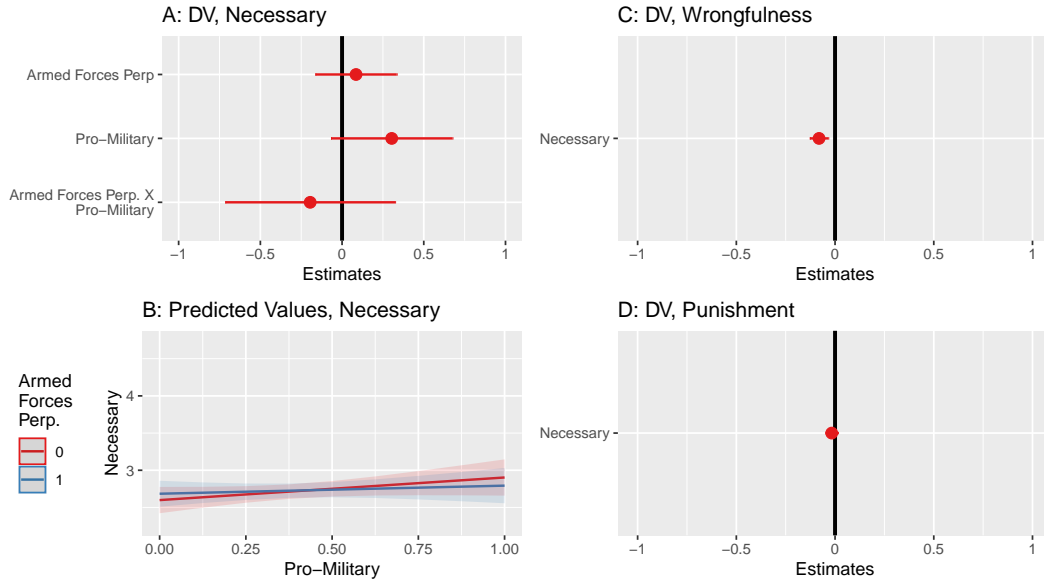 A: DV, Necessary
Armed Forces Perp
Pro−Military
Armed Forces Perp. X
Pro−Military
−1
−0.5
0
0.5
1
Estimates
C: DV, Wrongfulness
Necessary
−1
−0.5
0
0.5
1
Estimates
B: Predicted Values, Necessary
Armed
Forces
Perp.
0
1
Necessary
4
3
0.00
0.25
0.50
0.75
1.00
Pro−Military
D: DV, Punishment
Necessary
−1
−0.5
0
0.5
1
Estimates